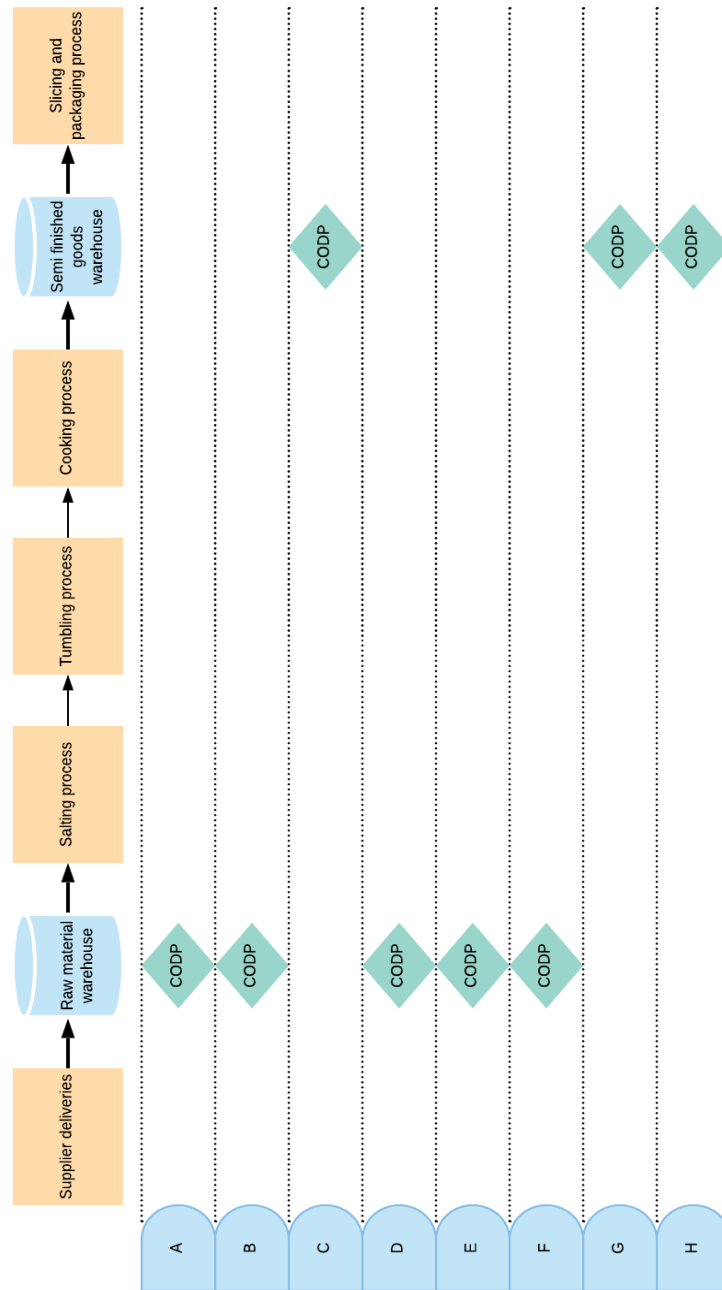 Supplier deliveries
Raw material
warehouse
Salting process
Tumbling process
Cooking process
Semi finished
goods
warehouse
Slicing and
packaging process
A
CODP
B
CODP
C
CODP
D
CODP
E
CODP
F
CODP
G
CODP
H
CODP